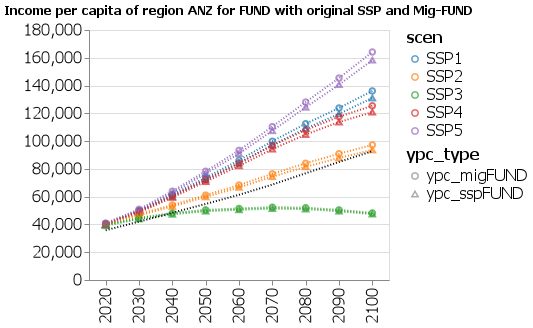 Income per capita of region ANZ for FUND with original SSP and Mig-FUND
180,000
160,000
140,000
120,000
100,000
80,000
60,000
40,000
20,000
0
2020
2030
2040
2050
2060
2070
2080
2090
2100
scen
SSP1
SSP2
SSP3
SSP4
SSP5
ypc_type
ypc_migFUND
ypc_sspFUND